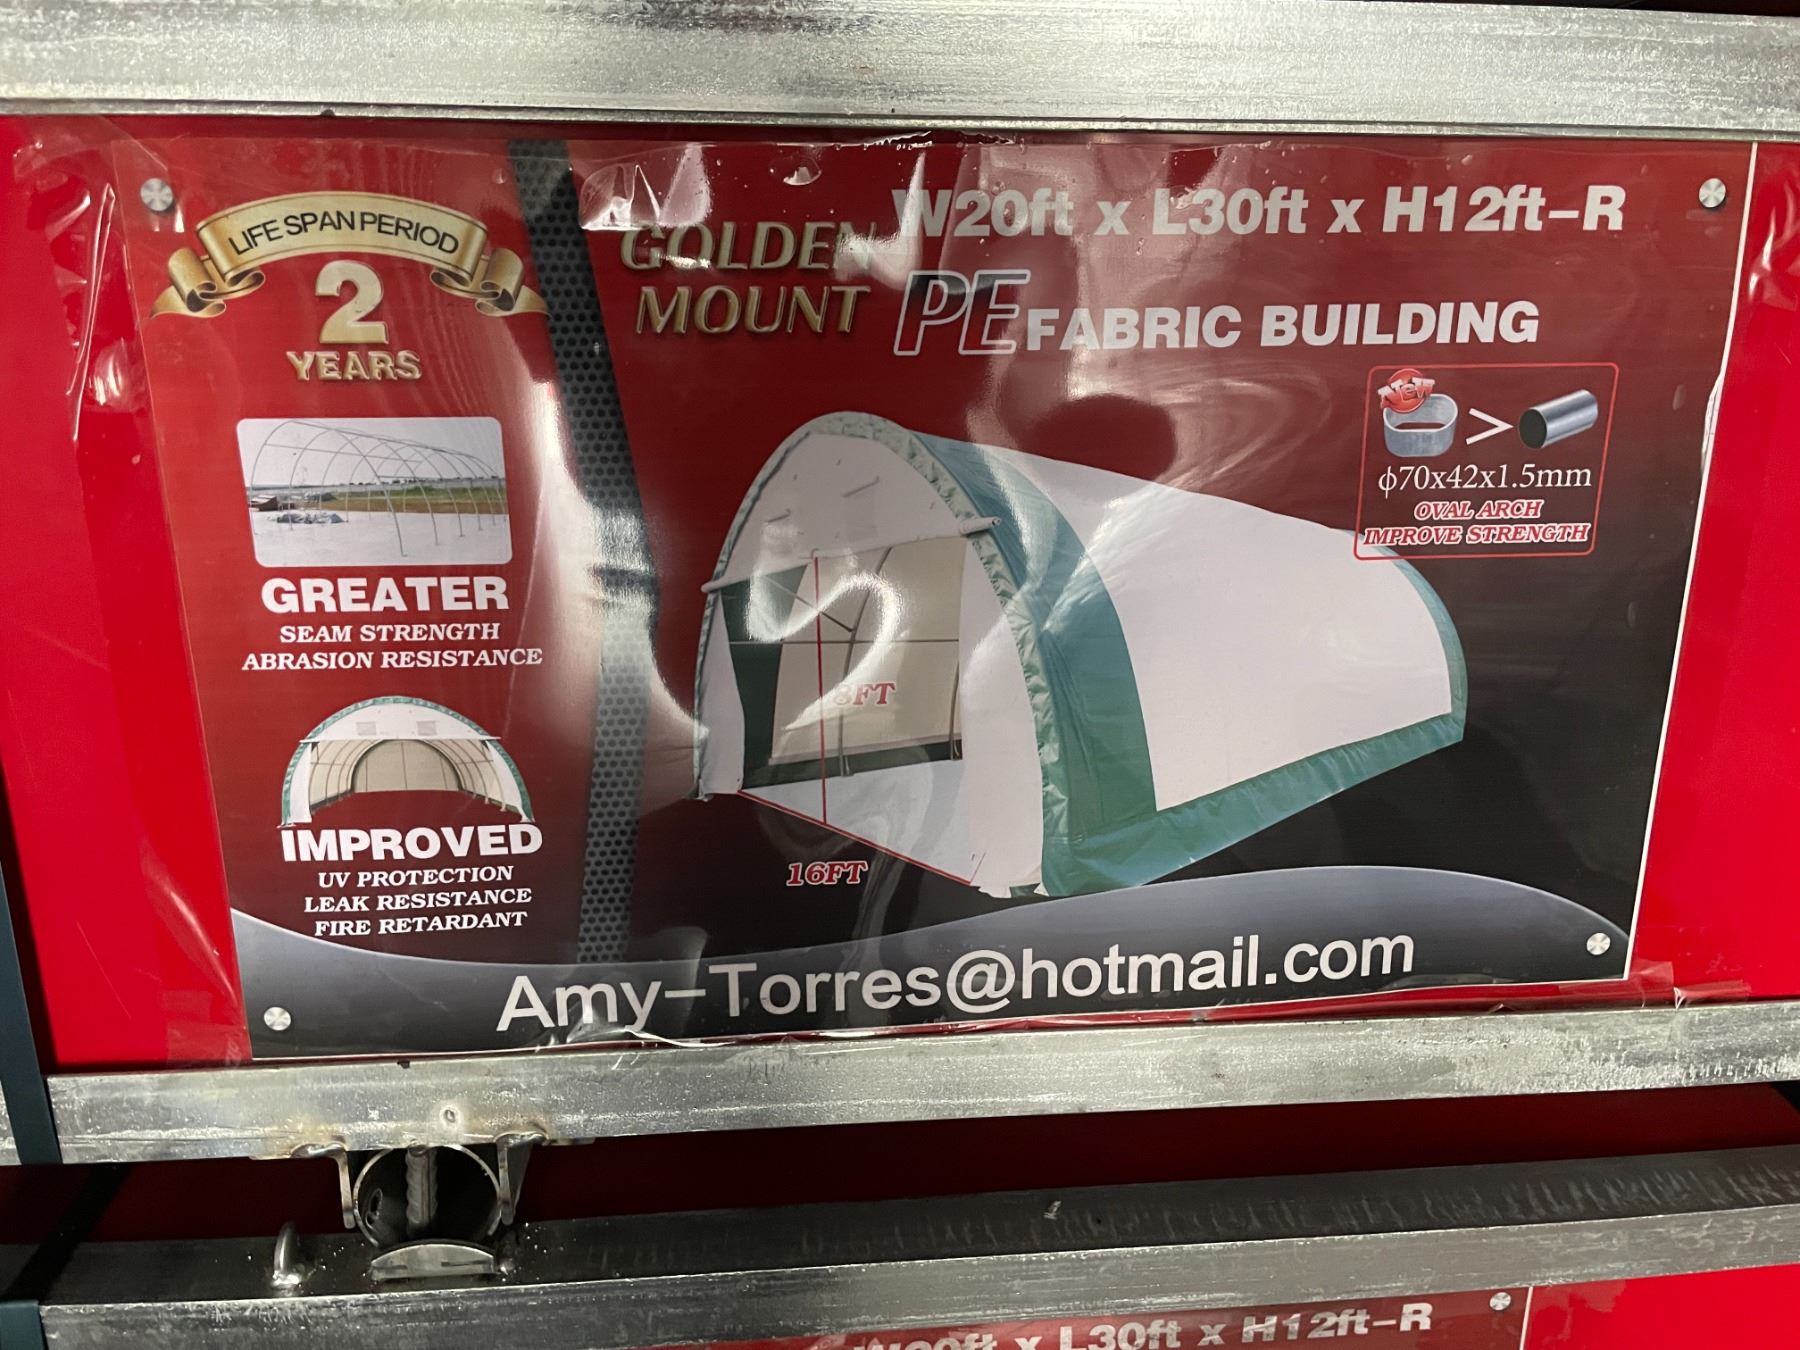 LIFE SPAN PERIOD
2
YEARS
GOLDEN
MOUNT
W20ft x L30ft x H12ft-R
PE FABRIC BUILDING
New
>
ɸ70x42x1.5mm
OVAL ARCH
IMPROVE STRENGTH
GREATER
SEAM STRENGTH
ABRASION RESISTANCE
8FT
16FT
IMPROVED
UV PROTECTION
LEAK RESISTANCE
FIRE RETARDANT
Amy-Torres@hotmail.com
W20ft x L30ft x H12ft-R